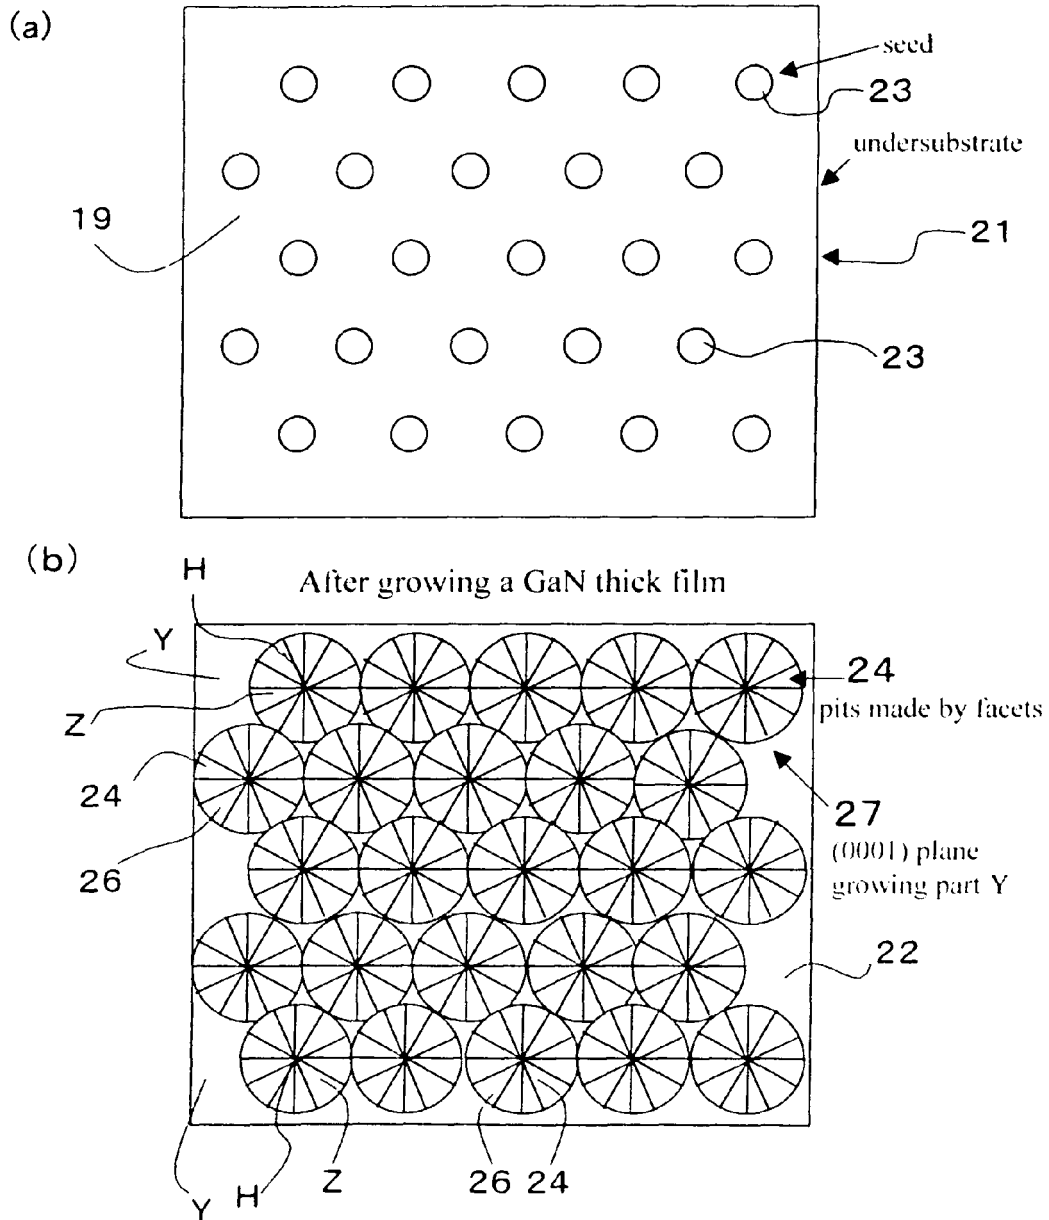 (a)
seed
23
undersubstrate
19
21
23
(b)
H
After growing a GaN thick film
Y
24
Z
pits made by facets
24
27
26
(0001) plane
growing part Y
22
Y
H
Z
26
24